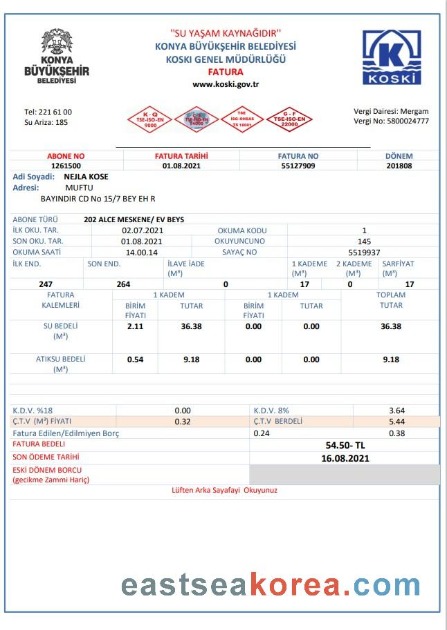 "SU YAŞAM KAYNAĞIDIR"
KONYA BÜYÜKŞEHİR BELEDİYESİ
KOSKI GENEL MÜDÜRLÜĞÜ
FATURA
www.koski.gov.tr
KONYA
BÜYÜKŞEHİR
BELEDİYESİ
KOSKİ
Tel: 221 61 00
Su Ariza: 185
K - Q
TSE-ISO-EN
9000
G - F
TSE-ISO-EN
22000
Vergi Dairesi: Mergam
Vergi No: 5800024777
ABONE NO FATURA TARİHİ FATURA NO DÖNEM
1261500 01.08.2021 55127909 201808
Adi Soyadi: NEJLA KOSE
Adresi: MUFTU
BAYINDIR CD No 15/7 BEY EH R
ABONE TÜRÜ 202 ALCE MESKENE/ EV BEYS
İLK OKU. TAR. 02.07.2021 OKUMA KODU 1
SON OKU. TAR. 01.08.2021 OKUYUNCUNO 145
OKUMA SAATİ 14.00.14 SAYAÇ NO 5519937
İLK END. SON END. İLAVE İADE (M³) 1 KADEME (M³) 2 KADEME (M³) SARFİYAT (M³)
247 264 0 17 0 17
FATURA KALEMLERİ 1 KADEM 1 KADEM TOPLAM TUTAR
BİRİM FİYATI TUTAR BİRİM FİYATI TUTAR
SU BEDELİ (M³) 2.11 36.38 0.00 0.00 36.38
ATIKSU BEDELİ (M³) 0.54 9.18 0.00 0.00 9.18
K.D.V. %18 0.00 K.D.V. 8% 3.64
Ç.T.V (M³) FİYATI 0.32 Ç.T.V BERDELİ 5.44
Fatura Edilen/Edilmiyen Borç 0.24 0.38
FATURA BEDELİ 54.50- TL
SON ÖDEME TARİHİ 16.08.2021
ESKİ DÖNEM BORCU
(gecikme Zammi Hariç)
Lüften Arka Sayafayi Okuyunuz
eastseakorea.com